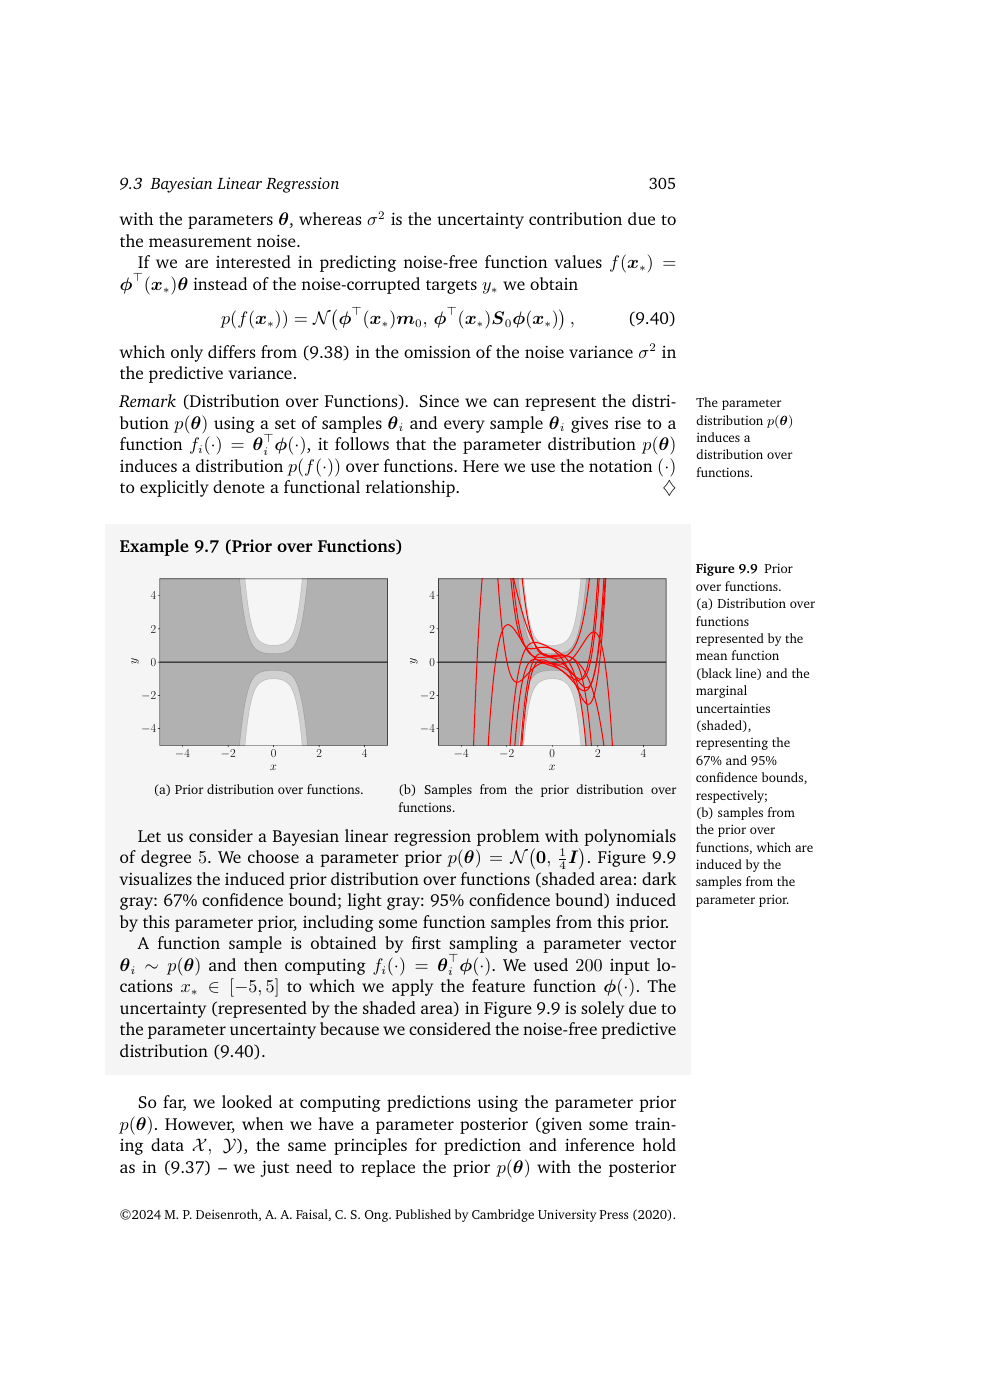 9.3 Bayesian Linear Regression 305
with the parameters θ, whereas σ² is the uncertainty contribution due to
the measurement noise.
If we are interested in predicting noise-free function values f(x∗) =
ϕ⊤(x∗)θ instead of the noise-corrupted targets y∗ we obtain
p(f(x∗)) = N(ϕ⊤(x∗)m₀, ϕ⊤(x∗)S₀ϕ(x∗)) , (9.40)
which only differs from (9.38) in the omission of the noise variance σ² in
the predictive variance.
Remark (Distribution over Functions). Since we can represent the distri-
bution p(θ) using a set of samples θᵢ and every sample θᵢ gives rise to a
function fᵢ(·) = θᵢ⊤ϕ(·), it follows that the parameter distribution p(θ)
induces a distribution p(f(·)) over functions. Here we use the notation (·)
to explicitly denote a functional relationship. ♢
The parameter
distribution p(θ)
induces a
distribution over
functions.
Example 9.7 (Prior over Functions)
4
2
0
−2
−4
y
−4 −2 0 2 4
x
4
2
0
−2
−4
y
−4 −2 0 2 4
x
(a) Prior distribution over functions.
(b) Samples from the prior distribution over
functions.
Figure 9.9 Prior
over functions.
(a) Distribution over
functions
represented by the
mean function
(black line) and the
marginal
uncertainties
(shaded),
representing the
67% and 95%
confidence bounds,
respectively;
(b) samples from
the prior over
functions, which are
induced by the
samples from the
parameter prior.
Let us consider a Bayesian linear regression problem with polynomials
of degree 5. We choose a parameter prior p(θ) = N(0, ¼I). Figure 9.9
visualizes the induced prior distribution over functions (shaded area: dark
gray: 67% confidence bound; light gray: 95% confidence bound) induced
by this parameter prior, including some function samples from this prior.
A function sample is obtained by first sampling a parameter vector
θᵢ ∼ p(θ) and then computing fᵢ(·) = θᵢ⊤ϕ(·). We used 200 input lo-
cations x∗ ∈ [−5, 5] to which we apply the feature function ϕ(·). The
uncertainty (represented by the shaded area) in Figure 9.9 is solely due to
the parameter uncertainty because we considered the noise-free predictive
distribution (9.40).
So far, we looked at computing predictions using the parameter prior
p(θ). However, when we have a parameter posterior (given some train-
ing data X, Y), the same principles for prediction and inference hold
as in (9.37) – we just need to replace the prior p(θ) with the posterior
©2024 M. P. Deisenroth, A. A. Faisal, C. S. Ong. Published by Cambridge University Press (2020).